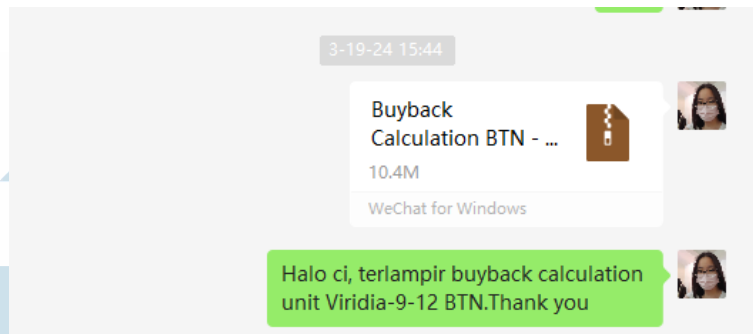 3-19-24 15:44
Buyback
Calculation BTN - ...
10.4M
WeChat for Windows
Halo ci, terlampir buyback calculation
unit Viridia-9-12 BTN.Thank you